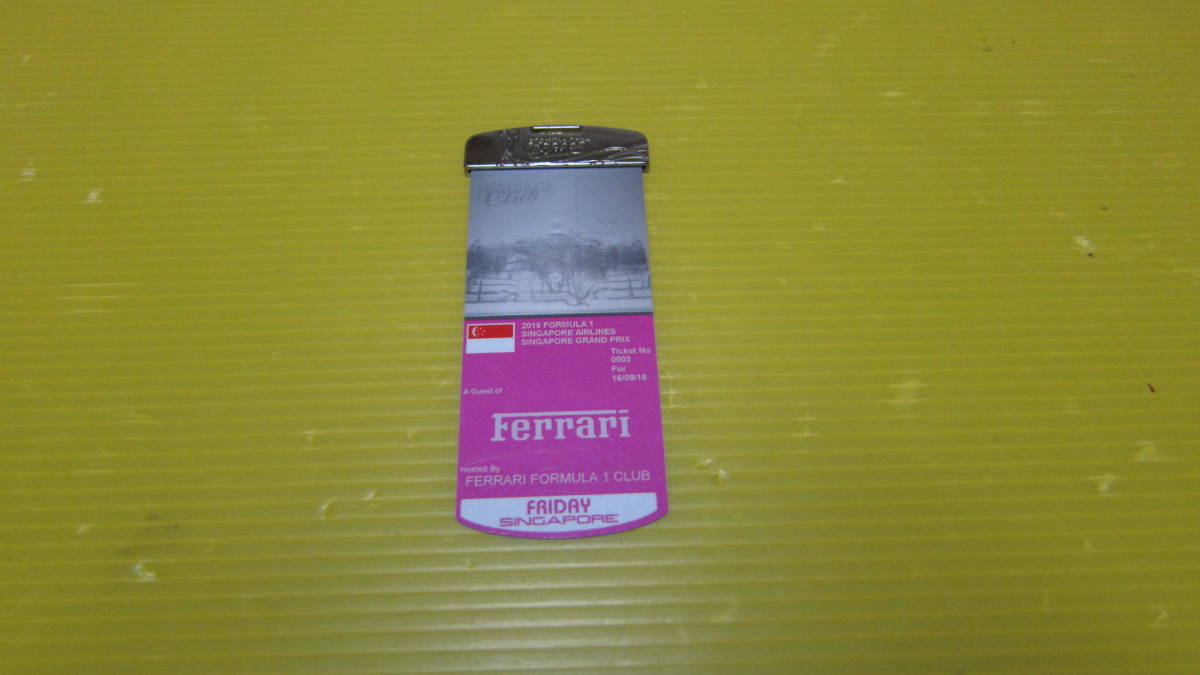 Club
2016 FORMULA 1
SINGAPORE AIRLINES
SINGAPORE GRAND PRIX
Ticket No
0003
For
16/09/16
A Guest of
Ferrari
Hosted By
FERRARI FORMULA 1 CLUB
FRIDAY
SINGAPORE